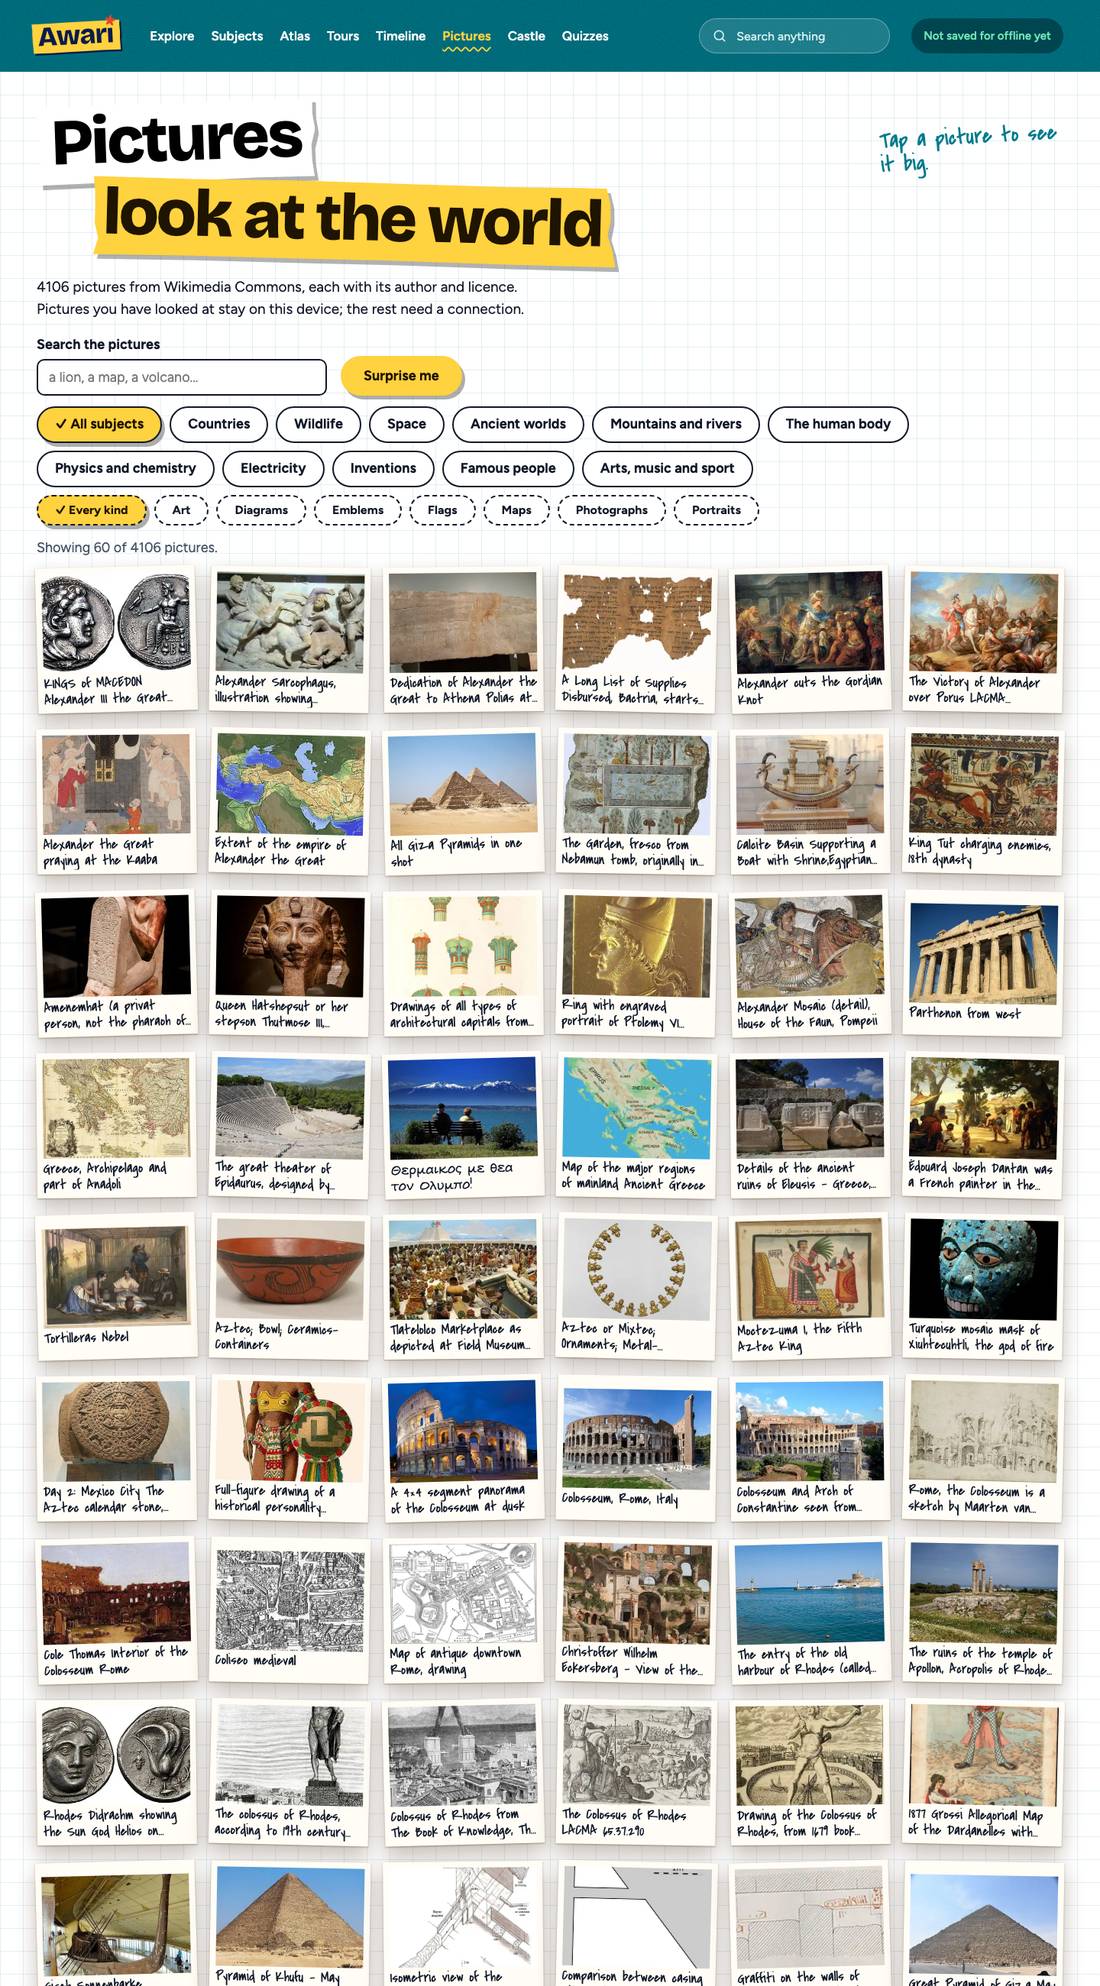 Awari
Explore
Subjects
Atlas
Tours
Timeline
Pictures
Castle
Quizzes
Search anything
Not saved for offline yet
Pictures
look at the world
Tap a picture to see
it big.
4106 pictures from Wikimedia Commons, each with its author and licence.
Pictures you have looked at stay on this device; the rest need a connection.
Search the pictures
a lion, a map, a volcano...
Surprise me
✓ All subjects
Countries
Wildlife
Space
Ancient worlds
Mountains and rivers
The human body
Physics and chemistry
Electricity
Inventions
Famous people
Arts, music and sport
✓ Every kind
Art
Diagrams
Emblems
Flags
Maps
Photographs
Portraits
Showing 60 of 4106 pictures.
KINGS of MACEDON
Alexander III the Great...
Alexander Sarcophagus,
illustration showing...
Dedication of Alexander the
Great to Athena Polias at...
A Long List of Supplies
Disbursed, Bactria, starts...
Alexander cuts the Gordian
Knot
The Victory of Alexander
over Porus LACMA...
Alexander the Great
praying at the Kaaba
Extent of the empire of
Alexander the Great
All Giza Pyramids in one
shot
The Garden, fresco from
Nebamun tomb, originally in...
Calcite Basin Supporting a
Boat with Shrine,Egyptian...
King Tut charging enemies,
18th dynasty
Amenemhat (a privat
person, not the pharaoh of...
Queen Hatshepsut or her
stepson Thutmose III,...
Drawings of all types of
architectural capitals from...
Ring with engraved
portrait of Ptolemy VI...
Alexander Mosaic (detail),
House of the Faun, Pompeii
Parthenon from west
Greece, Archipelago and
part of Anadoli
The great theater of
Epidaurus, designed by...
Θερμαικος με θεα
τον Ολυμπο!
Map of the major regions
of mainland Ancient Greece
Details of the ancient
ruins of Eleusis - Greece,...
Édouard Joseph Dantan was
a French painter in the...
Tortilleras Nebel
Aztec; Bowl; Ceramics-
Containers
Tlatelolco Marketplace as
depicted at Field Museum...
Aztec or Mixtec;
Ornaments; Metal-...
Moctezuma I, the Fifth
Aztec King
Turquoise mosaic mask of
Xiuhtecuhtli, the god of fire
Day 2: Mexico City The
Aztec calendar stone,...
Full-figure drawing of a
historical personality...
A 4x4 segment panorama
of the Colosseum at dusk
Colosseum, Rome, Italy
Colosseum and Arch of
Constantine seen from...
Rome, the Colosseum is a
sketch by Maarten van...
Cole Thomas Interior of the
Colosseum Rome
Coliseo medieval
Map of antique downtown
Rome, drawing
Christoffer Wilhelm
Eckersberg - View of the...
The entry of the old
harbour of Rhodes (called...
The ruins of the temple of
Apollon, Acropolis of Rhode...
Rhodes Didrachm showing
the Sun God Helios on...
The colossus of Rhodes,
according to 19th century...
Colossus of Rhodes from
The Book of Knowledge, Th...
The Colossus of Rhodes
LACMA 65.37.290
Drawing of the Colossus of
Rhodes, from 1679 book...
1877 Grossi Allegorical Map
of the Dardanelles with...
Pyramid of Khufu - May
Isometric view of the
Comparison between casing
Graffiti on the walls of